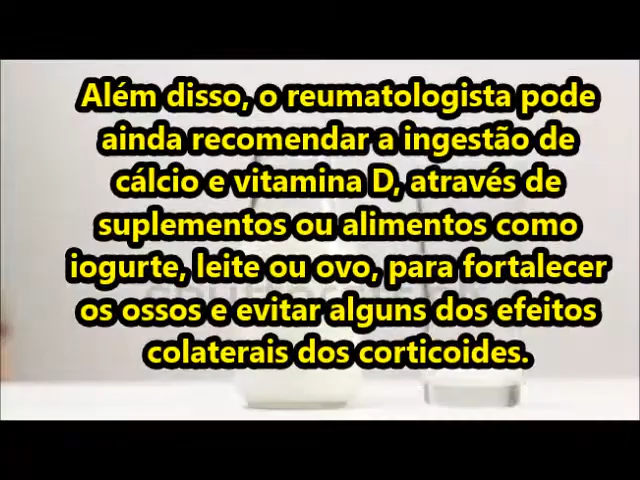 Além disso, o reumatologista pode
ainda recomendar a ingestão de
cálcio e vitamina D, através de
suplementos ou alimentos como
iogurte, leite ou ovo, para fortalecer
os ossos e evitar alguns dos efeitos
colaterais dos corticoides.